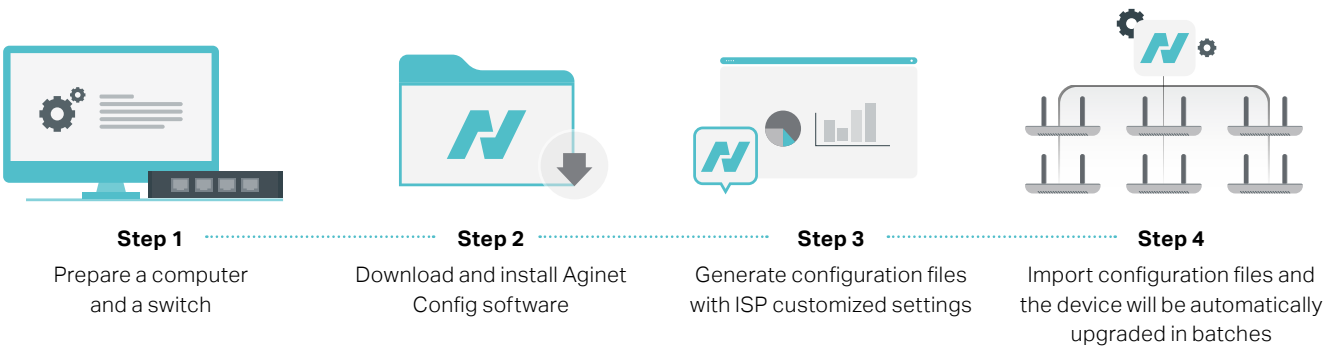 Step 1
Prepare a computer
and a switch
Step 2
Download and install Aginet
Config software
Step 3
Generate configuration files
with ISP customized settings
Step 4
Import configuration files and
the device will be automatically
upgraded in batches